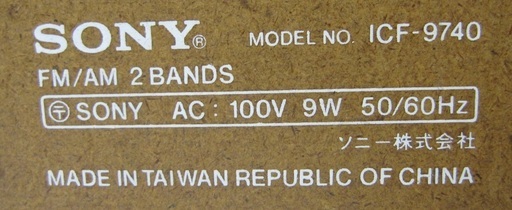 SONY® MODEL NO. ICF-9740
FM/AM 2 BANDS
〶 SONY AC: 100V 9W 50/60Hz
ソニー株式会社
MADE IN TAIWAN REPUBLIC OF CHINA